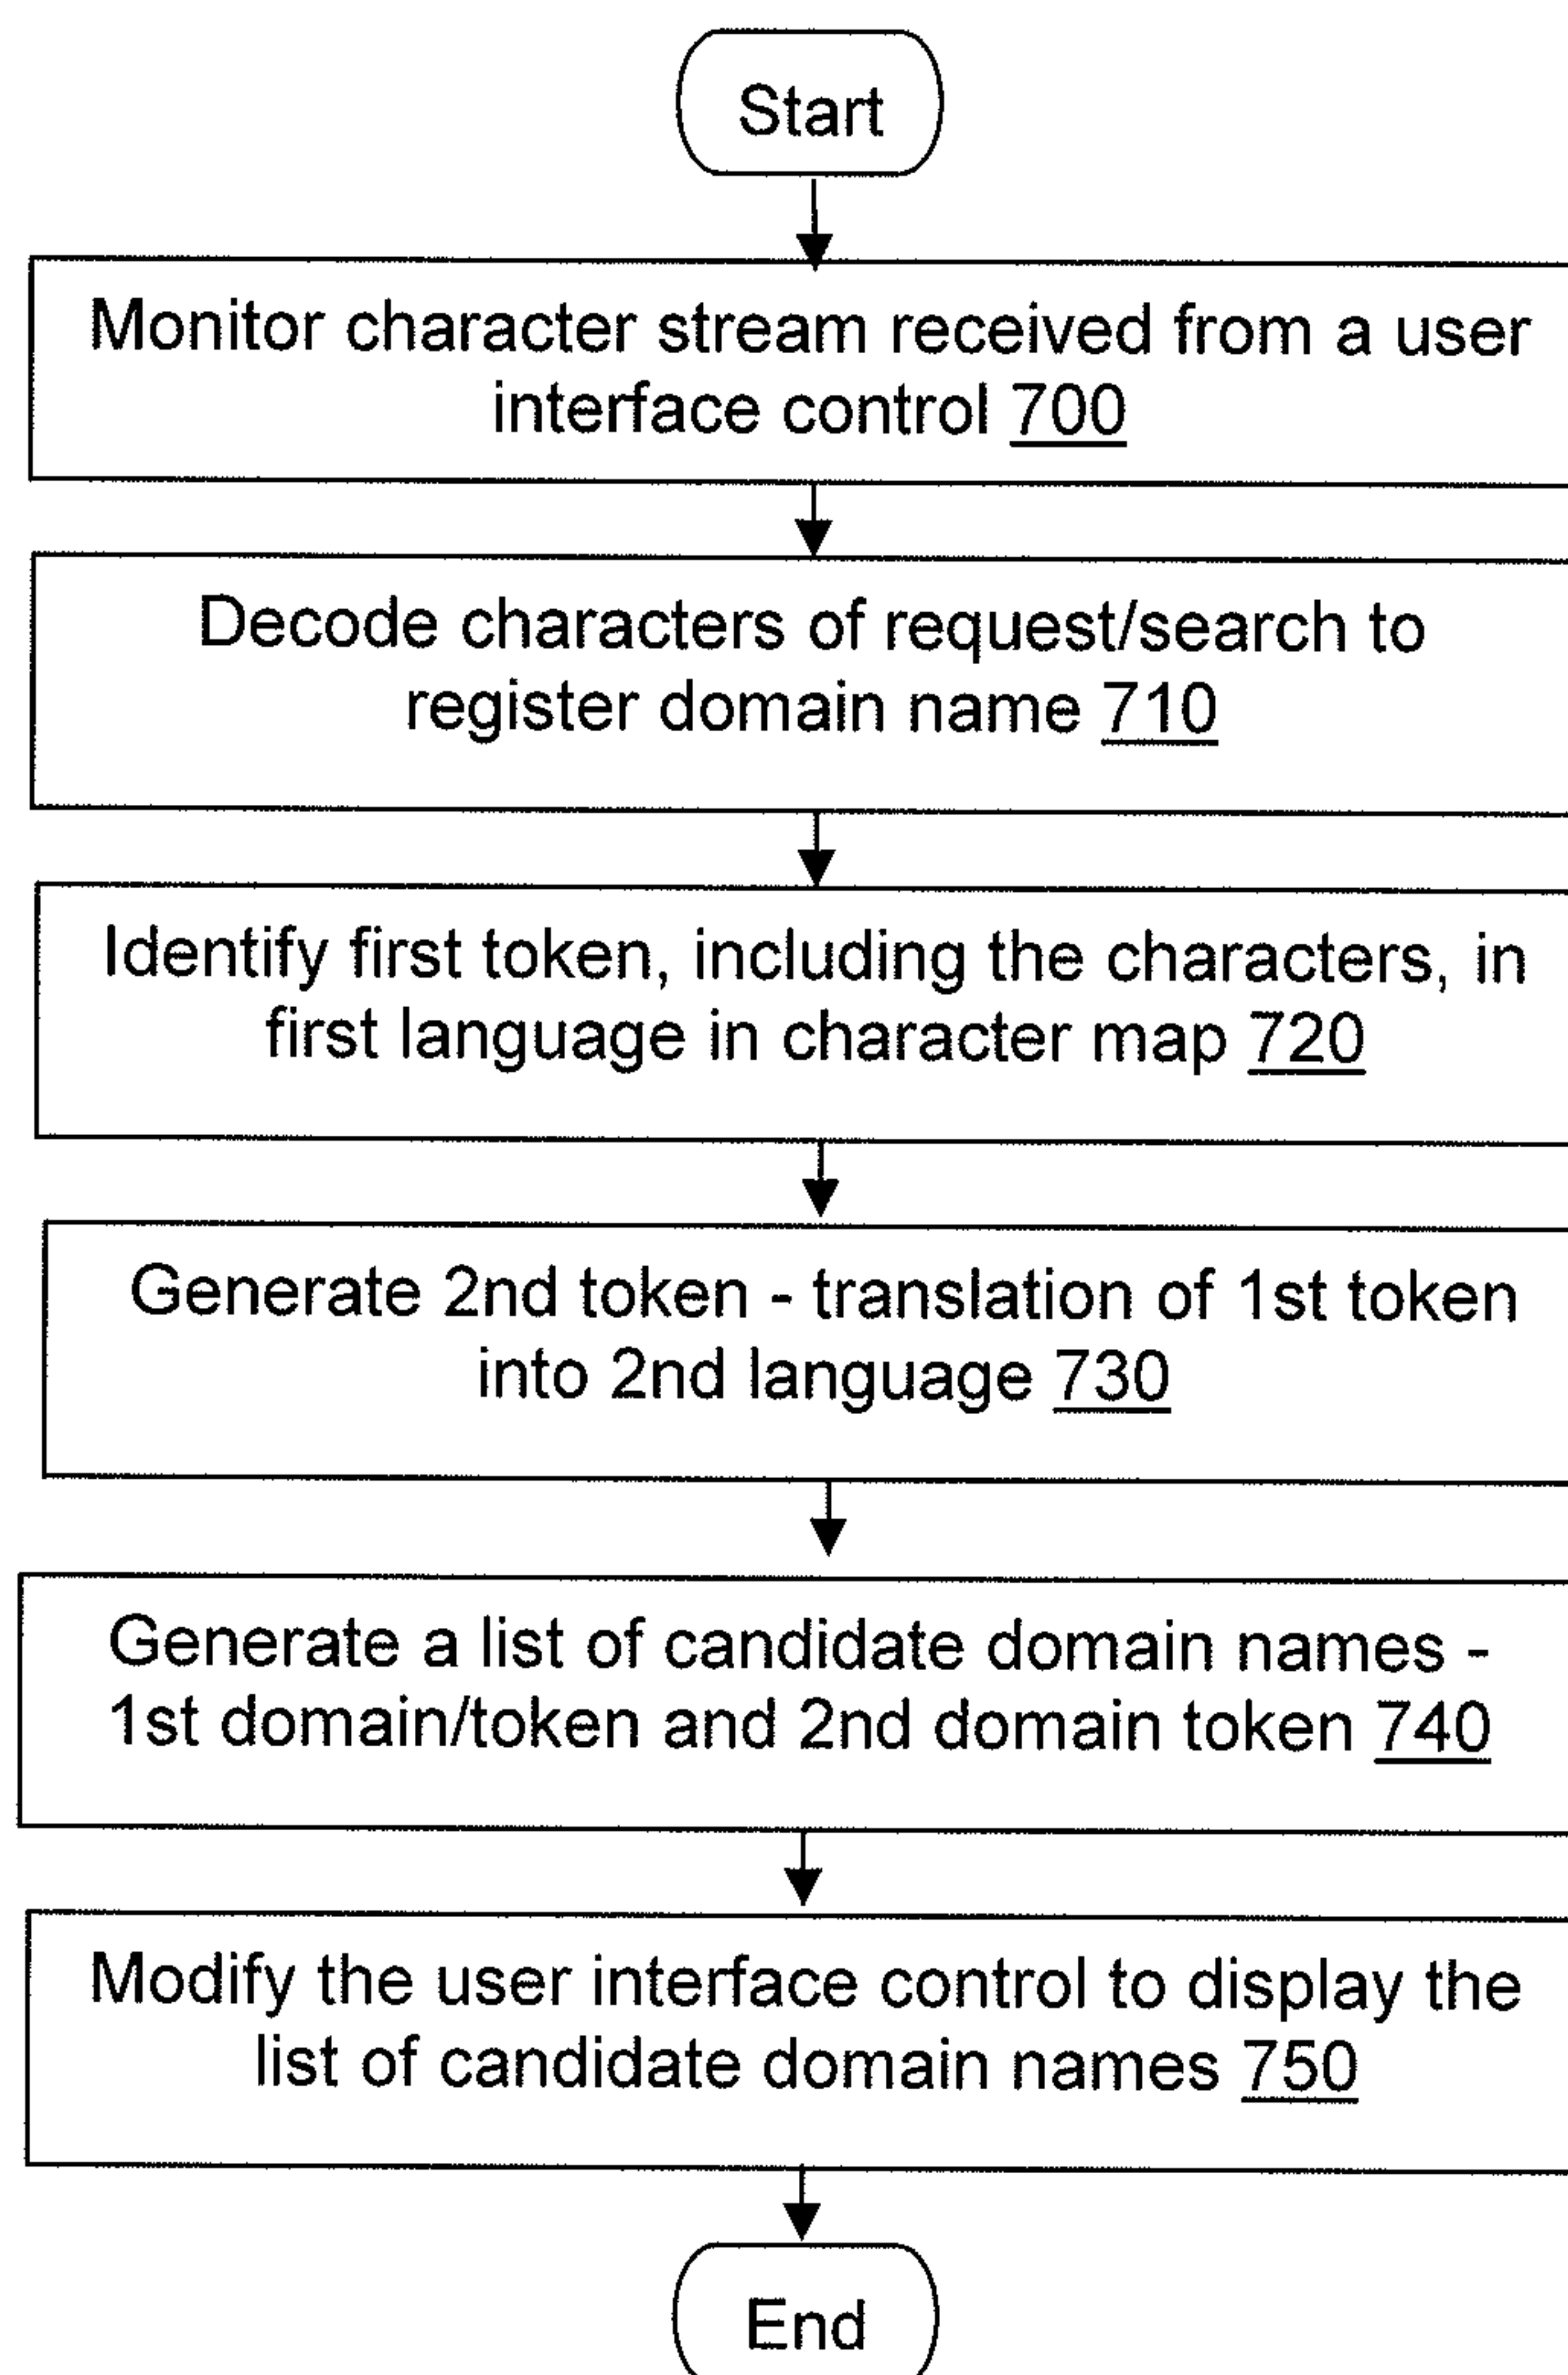 Start
Monitor character stream received from a user
interface control 700
Decode characters of request/search to
register domain name 710
Identify first token, including the characters, in
first language in character map 720
Generate 2nd token - translation of 1st token
into 2nd language 730
Generate a list of candidate domain names -
1st domain/token and 2nd domain token 740
Modify the user interface control to display the
list of candidate domain names 750
End